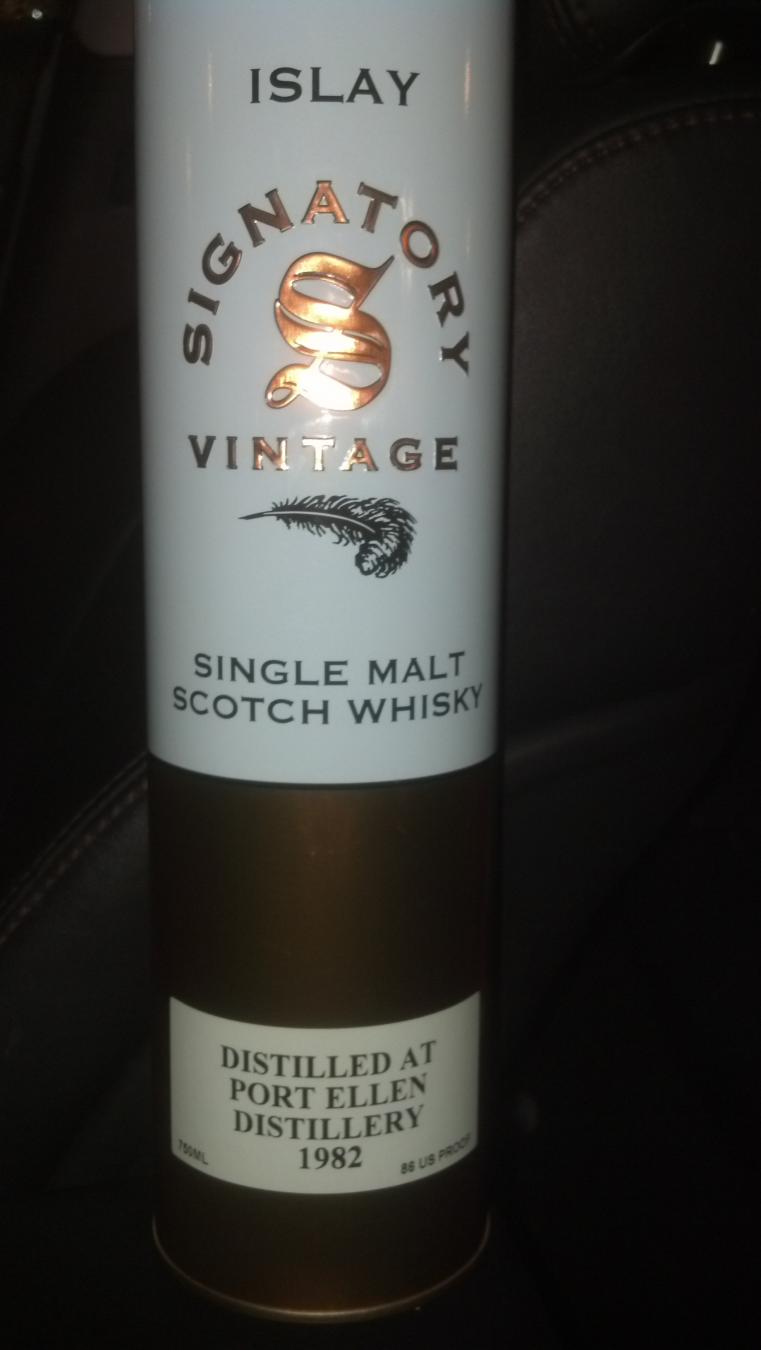 ISLAY
SIGNATORY
S
VINTAGE
SINGLE MALT
SCOTCH WHISKY
DISTILLED AT
PORT ELLEN
DISTILLERY
1982
750ML
86 US PROOF